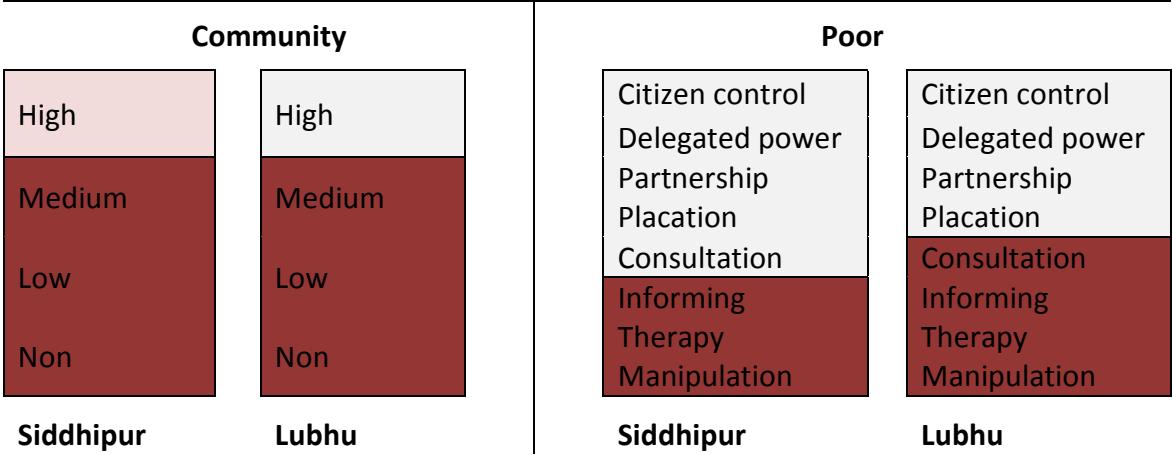 Community
High
Medium
Low
Non
Siddhipur
High
Medium
Low
Non
Lubhu
Poor
Citizen control
Delegated power
Partnership
Placation
Consultation
Informing
Therapy
Manipulation
Siddhipur
Citizen control
Delegated power
Partnership
Placation
Consultation
Informing
Therapy
Manipulation
Lubhu